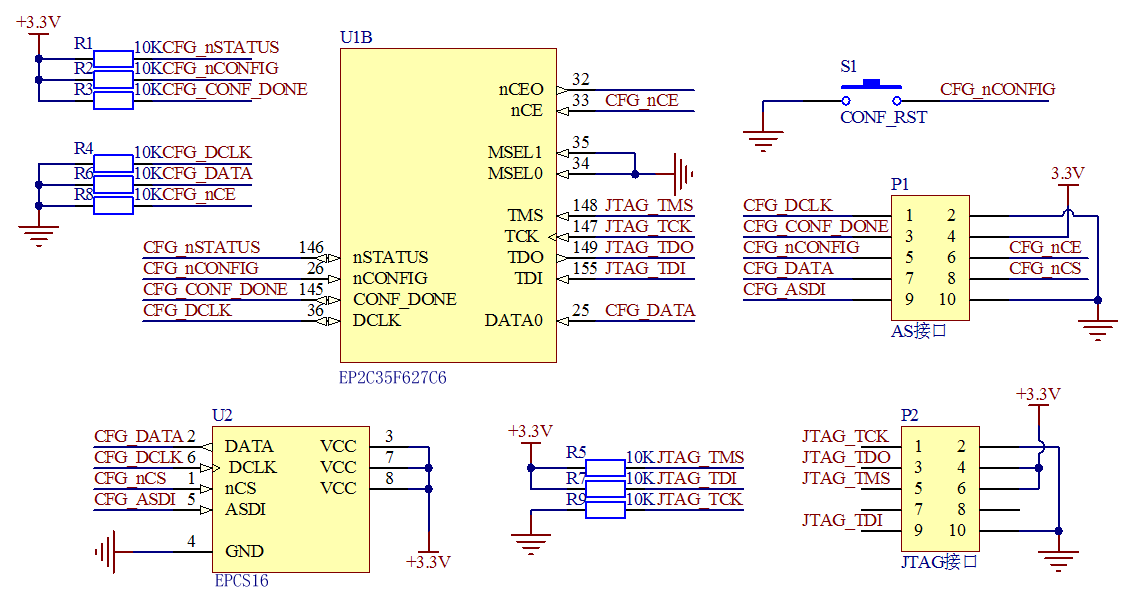 +3.3V
R1 10K CFG_nSTATUS
R2 10K CFG_nCONFIG
R3 10K CFG_CONF_DONE
R4 10K CFG_DCLK
R6 10K CFG_DATA
R8 10K CFG_nCE
U1B
nCEO 32
nCE 33 CFG_nCE
MSEL1 35
MSEL0 34
TMS 148 JTAG_TMS
TCK 147 JTAG_TCK
CFG_nSTATUS 146 nSTATUS TDO 149 JTAG_TDO
CFG_nCONFIG 26 nCONFIG TDI 155 JTAG_TDI
CFG_CONF_DONE 145 CONF_DONE
CFG_DCLK 36 DCLK DATA0 25 CFG_DATA
EP2C35F627C6
S1
CFG_nCONFIG
CONF_RST
3.3V
P1
CFG_DCLK 1 2
CFG_CONF_DONE 3 4
CFG_nCONFIG 5 6 CFG_nCE
CFG_DATA 7 8 CFG_nCS
CFG_ASDI 9 10
AS接口
U2
CFG_DATA 2 DATA VCC 3
CFG_DCLK 6 DCLK VCC 7
CFG_nCS 1 nCS VCC 8
CFG_ASDI 5 ASDI
4 GND
+3.3V
EPCS16
+3.3V
R5 10K JTAG_TMS
R7 10K JTAG_TDI
R9 10K JTAG_TCK
+3.3V
P2
JTAG_TCK 1 2
JTAG_TDO 3 4
JTAG_TMS 5 6
7 8
JTAG_TDI 9 10
JTAG接口